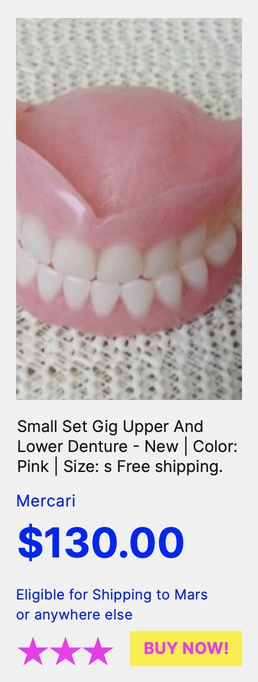 Small Set Gig Upper And
Lower Denture - New | Color:
Pink | Size: s Free shipping.
Mercari
$130.00
Eligible for Shipping to Mars
or anywhere else
BUY NOW!